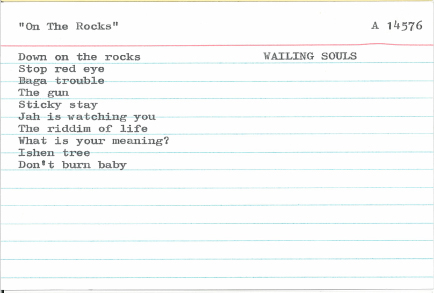 "On The Rocks" A 14576
Down on the rocks WAILING SOULS
Stop red eye
Baga trouble
The gun
Sticky stay
Jah is watching you
The riddim of life
What is your meaning?
Ishen tree
Don't burn baby